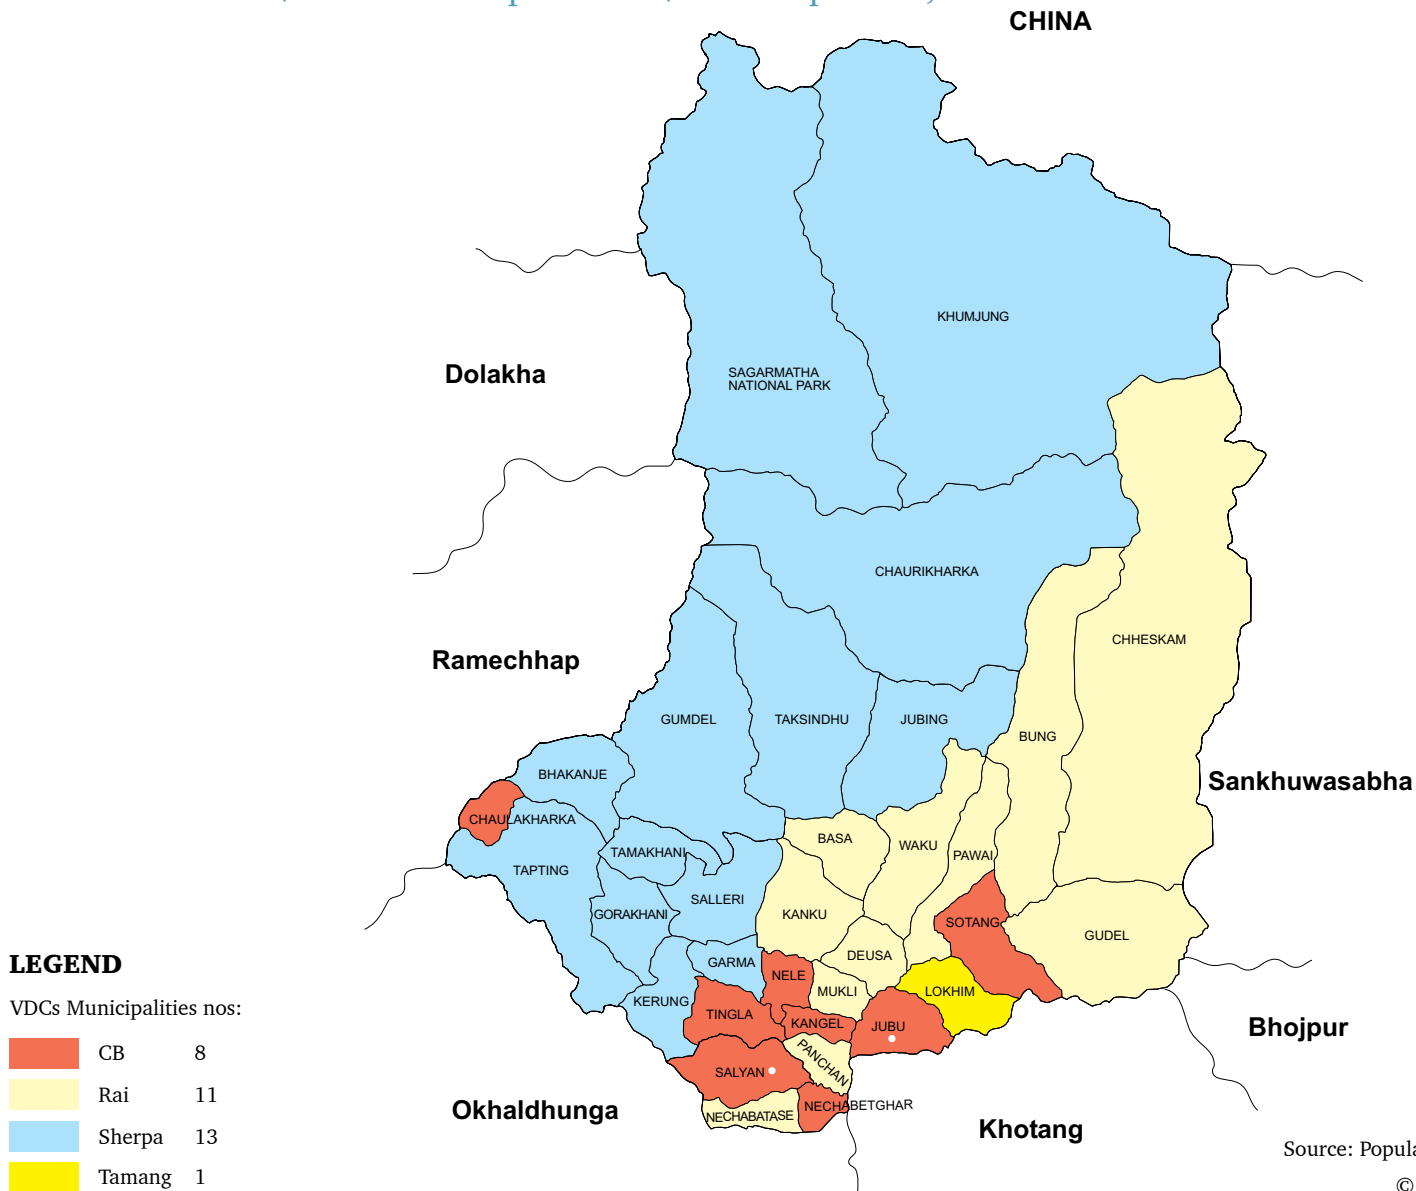 CHINA
KHUMJUNG
Dolakha
SAGARMATHA
NATIONAL PARK
CHAURIKHARKA
CHHESKAM
Ramechhap
GUMDEL
TAKSINDHU
JUBING
BUNG
BHAKANJE
Sankhuwasabha
CHAULAKHARKA
BASA
WAKU
PAWAI
TAMAKHANI
TAPTING
SALLERI
GORAKHANI
KANKU
SOTANG
GUDEL
DEUSA
GARMA
NELE
MUKLI
LOKHIM
KERUNG
TINGLA
KANGEL
JUBU
Bhojpur
PANCHAN
SALYAN
NECHABETGHAR
NECHABATASE
Okhaldhunga
Khotang
LEGEND
VDCs Municipalities nos:
CB 8
Rai 11
Sherpa 13
Tamang 1
Source: Popula
©